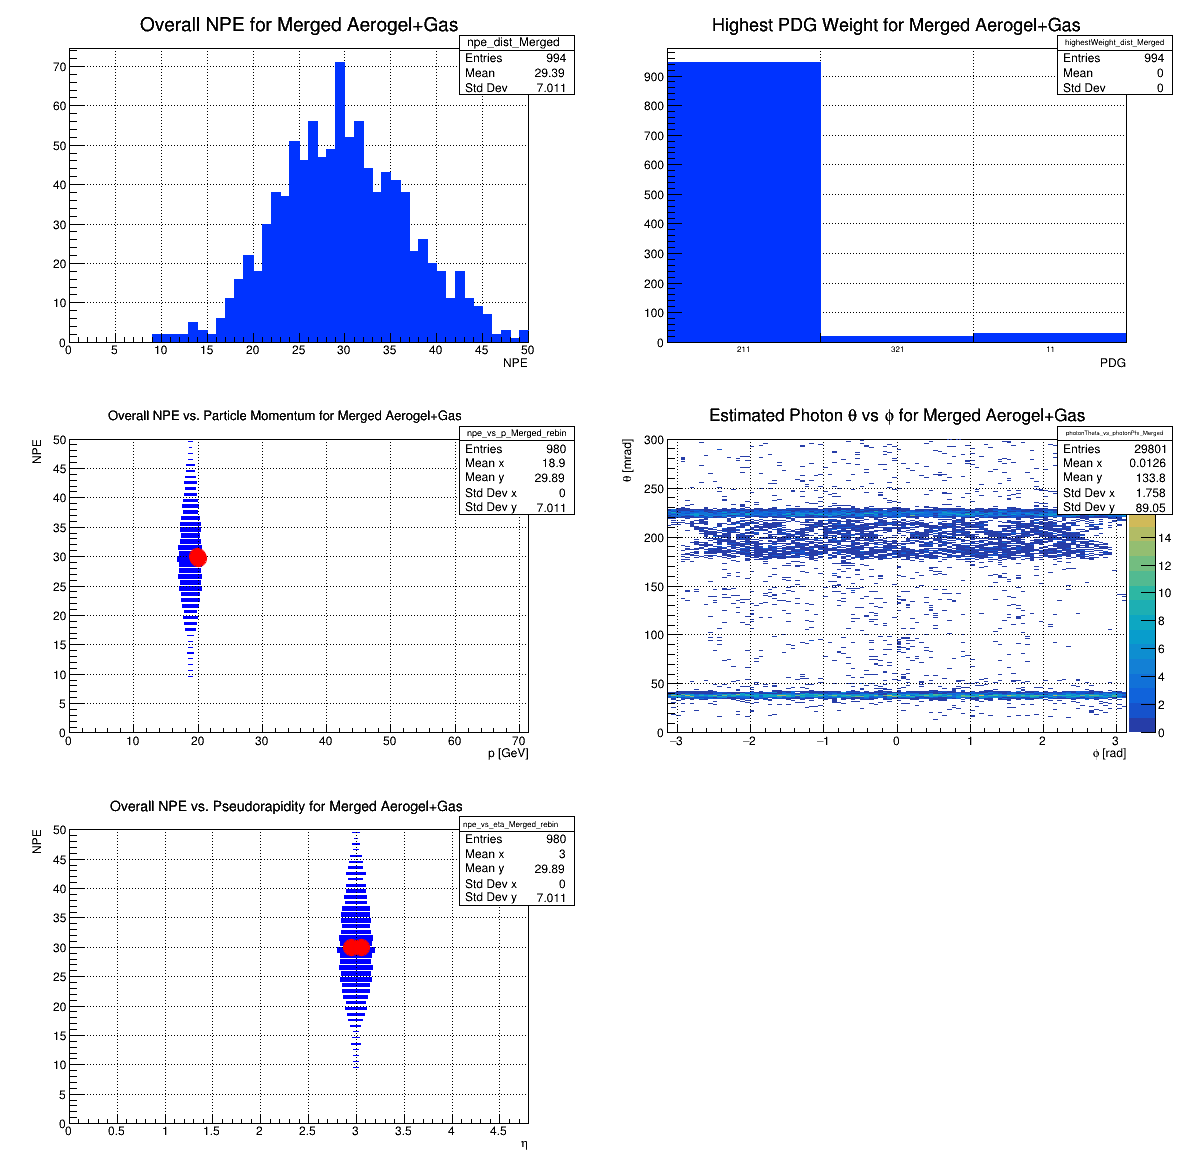 Overall NPE for Merged Aerogel+Gas
npe_dist_Merged
Entries 994
Mean 29.39
Std Dev 7.011
70
60
50
40
30
20
10
0
0 5 10 15 20 25 30 35 40 45 50
NPE
Highest PDG Weight for Merged Aerogel+Gas
highestWeight_dist_Merged
Entries 994
Mean 0
Std Dev 0
900
800
700
600
500
400
300
200
100
0
211 321 11
PDG
Overall NPE vs. Particle Momentum for Merged Aerogel+Gas
npe_vs_p_Merged_rebin
Entries 980
Mean x 18.9
Mean y 29.89
Std Dev x 0
Std Dev y 7.011
NPE
50
45
40
35
30
25
20
15
10
5
0
0 10 20 30 40 50 60 70
p [GeV]
Estimated Photon θ vs ϕ for Merged Aerogel+Gas
photonTheta_vs_photonPhi_Merged
Entries 29801
Mean x 0.0126
Mean y 133.8
Std Dev x 1.758
Std Dev y 89.05
θ [mrad]
300
250
200
150
100
50
0
−3 −2 −1 0 1 2 3
ϕ [rad]
14
12
10
8
6
4
2
0
Overall NPE vs. Pseudorapidity for Merged Aerogel+Gas
npe_vs_eta_Merged_rebin
Entries 980
Mean x 3
Mean y 29.89
Std Dev x 0
Std Dev y 7.011
NPE
50
45
40
35
30
25
20
15
10
5
0
0 0.5 1 1.5 2 2.5 3 3.5 4 4.5
η